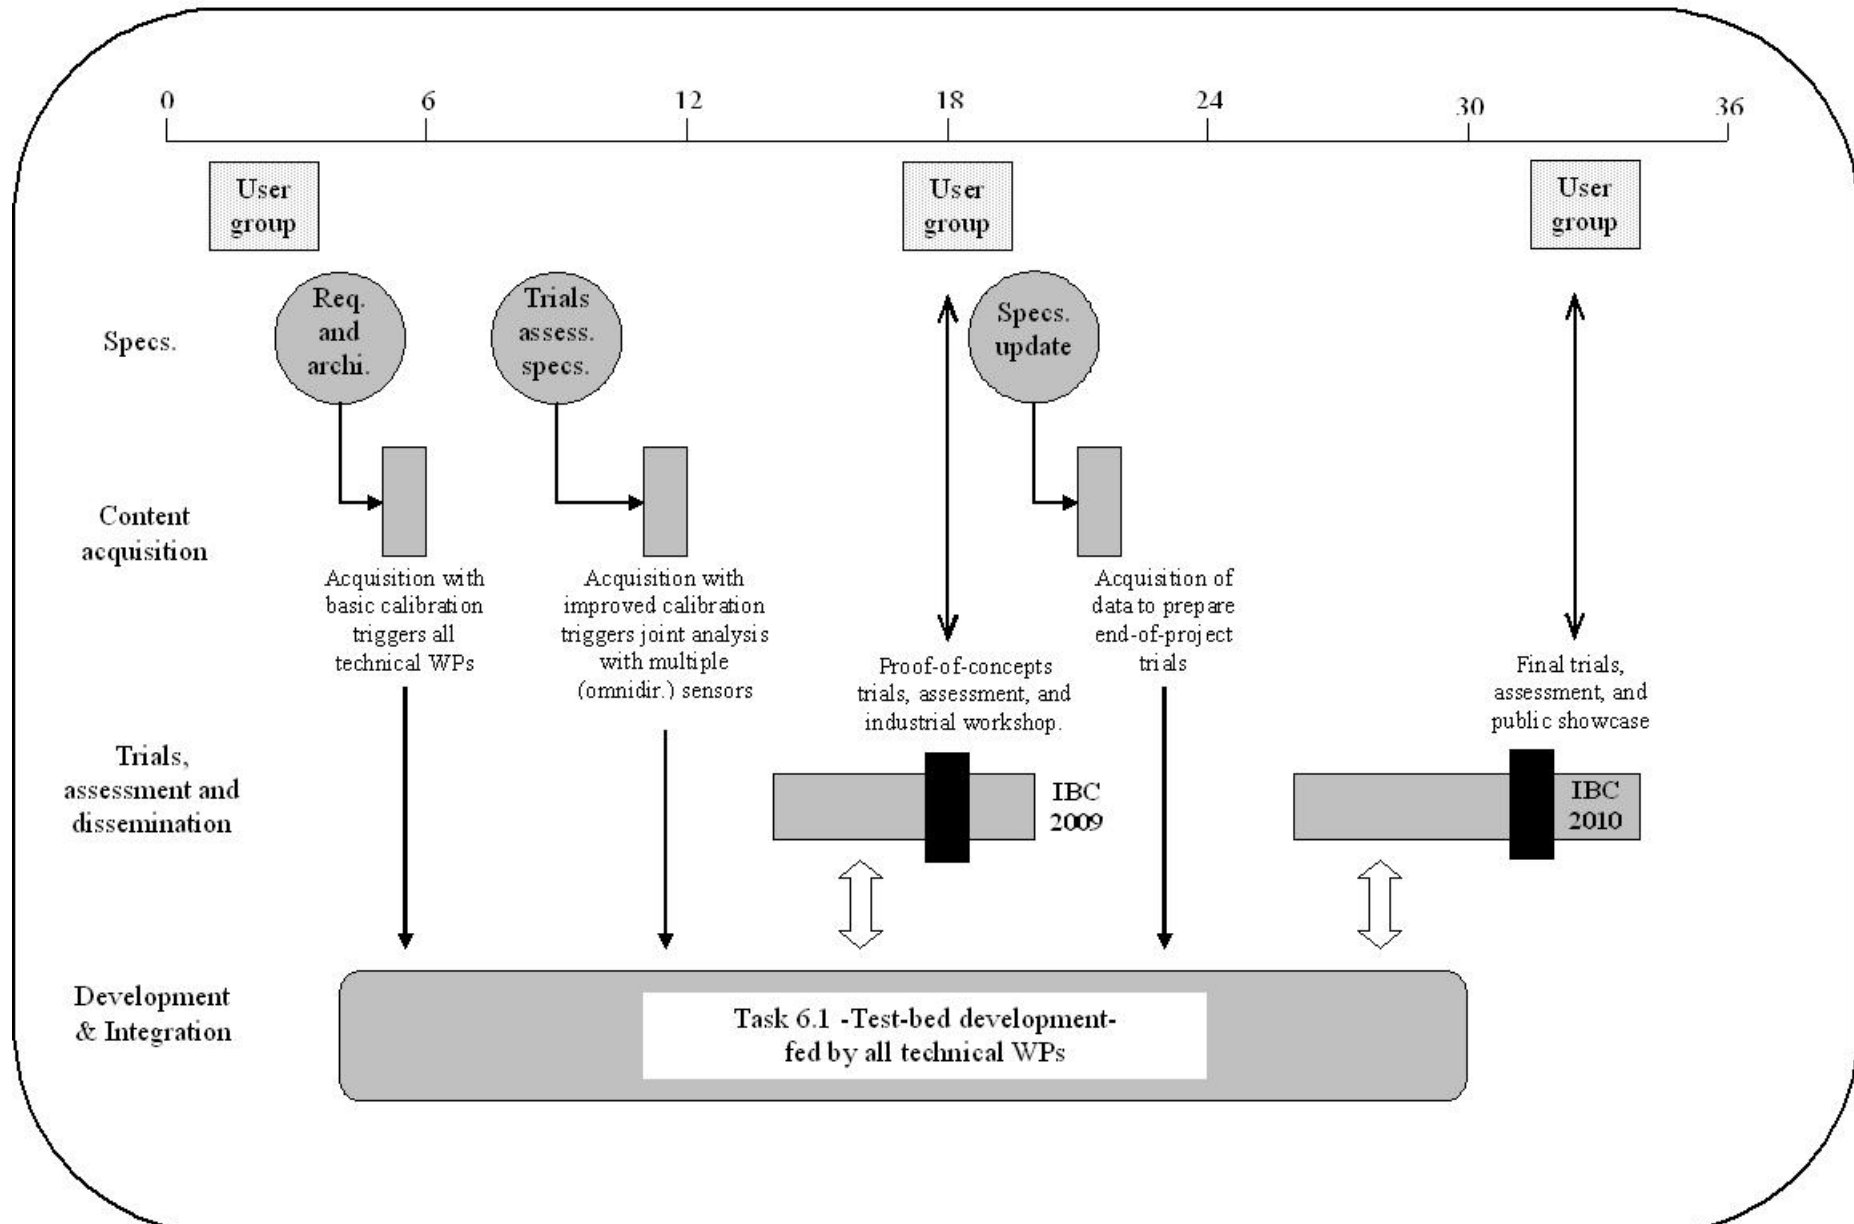 0 6 12 18 24 30 36
User
group
User
group
User
group
Specs.
Req.
and
archi.
Trials
assess.
specs.
Specs.
update
Content
acquisition
Acquisition with
basic calibration
triggers all
technical WPs
Acquisition with
improved calibration
triggers joint analysis
with multiple
(omnidir.) sensors
Proof-of-concepts
trials, assessment, and
industrial workshop.
Acquisition of
data to prepare
end-of-project
trials
Final trials,
assessment, and
public showcase
Trials,
assessment and
dissemination
IBC
2009
IBC
2010
Development
& Integration
Task 6.1 -Test-bed development-
fed by all technical WPs